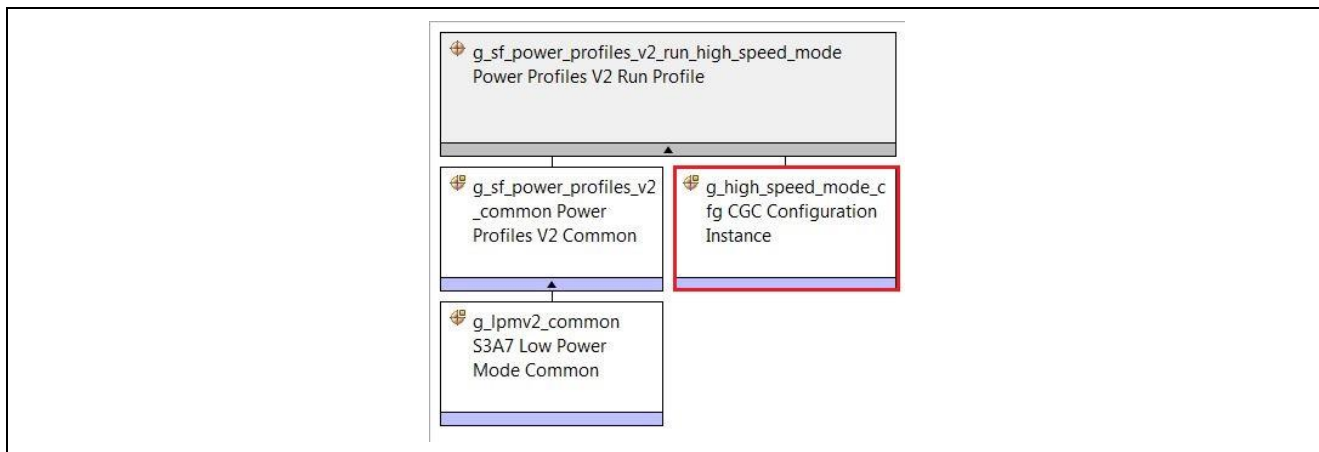 g_sf_power_profiles_v2_run_high_speed_mode
Power Profiles V2 Run Profile
g_sf_power_profiles_v2
_common Power
Profiles V2 Common
g_high_speed_mode_c
fg CGC Configuration
Instance
g_lpmv2_common
S3A7 Low Power
Mode Common